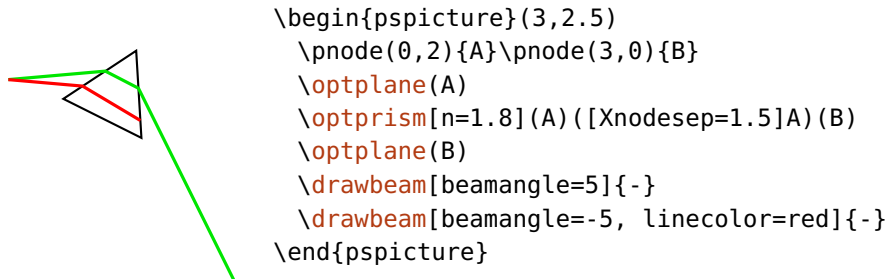 \begin{pspicture}(3,2.5)
\pnode(0,2){A}\pnode(3,0){B}
\optplane(A)
\optprism[n=1.8](A)([Xnodesep=1.5]A)(B)
\optplane(B)
\drawbeam[beamangle=5]{-}
\drawbeam[beamangle=-5, linecolor=red]{-}
\end{pspicture}